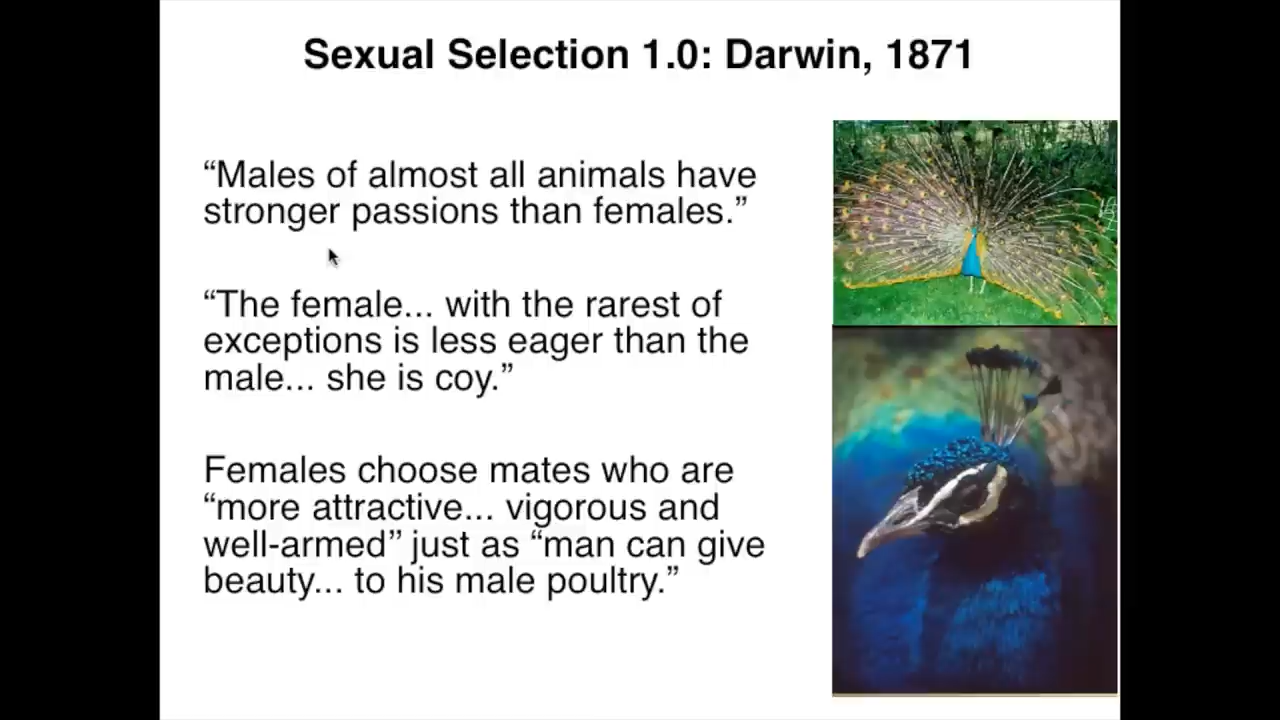 Sexual Selection 1.0: Darwin, 1871
“Males of almost all animals have
stronger passions than females.”
“The female... with the rarest of
exceptions is less eager than the
male... she is coy.”
Females choose mates who are
“more attractive... vigorous and
well-armed” just as “man can give
beauty... to his male poultry.”